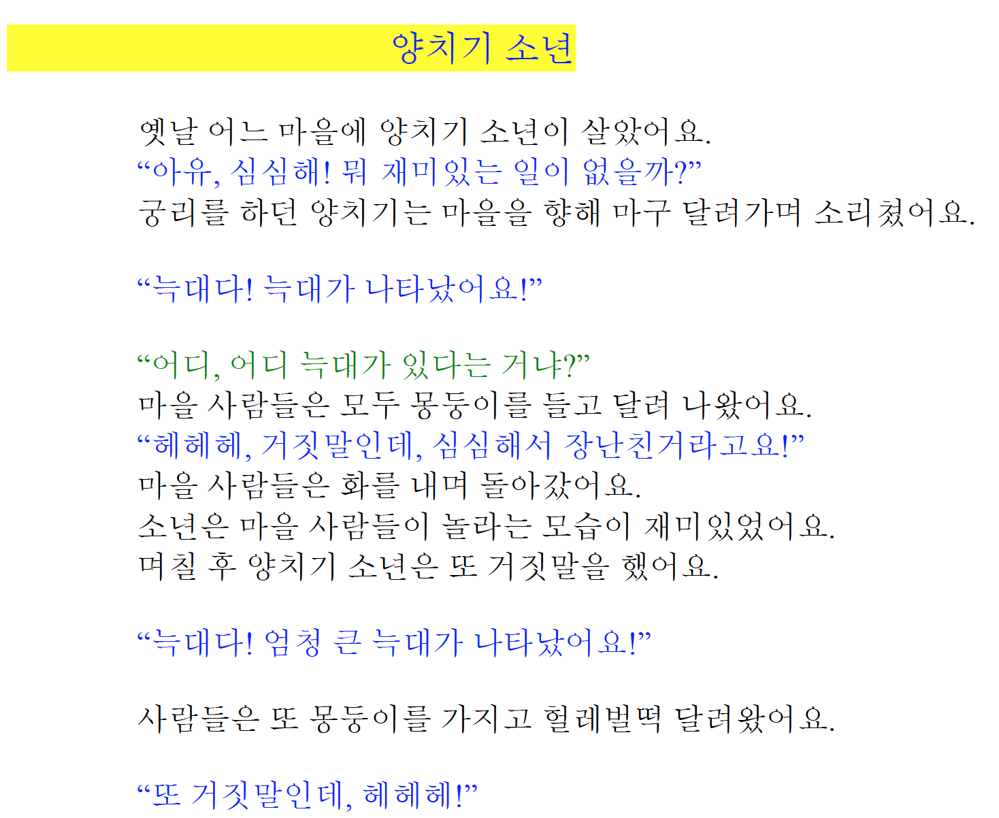 양치기 소년
옛날 어느 마을에 양치기 소년이 살았어요.
“아유, 심심해! 뭐 재미있는 일이 없을까?”
궁리를 하던 양치기는 마을을 향해 마구 달려가며 소리쳤어요.
“늑대다! 늑대가 나타났어요!”
“어디, 어디 늑대가 있다는 거냐?”
마을 사람들은 모두 몽둥이를 들고 달려 나왔어요.
“헤헤헤, 거짓말인데, 심심해서 장난친거라고요!”
마을 사람들은 화를 내며 돌아갔어요.
소년은 마을 사람들이 놀라는 모습이 재미있었어요.
며칠 후 양치기 소년은 또 거짓말을 했어요.
“늑대다! 엄청 큰 늑대가 나타났어요!”
사람들은 또 몽둥이를 가지고 헐레벌떡 달려왔어요.
“또 거짓말인데, 헤헤헤!”